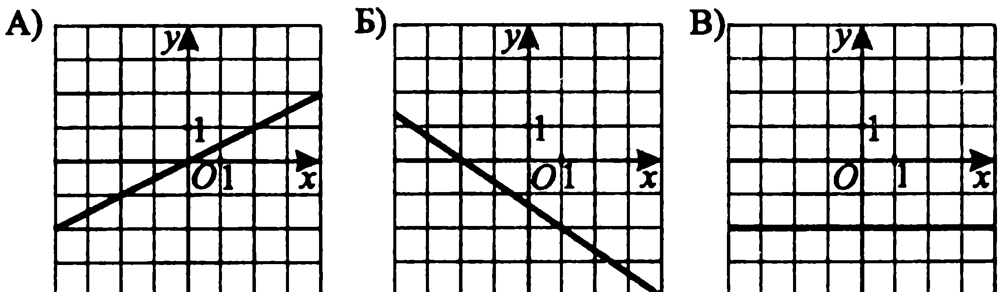 А) Б) В)
y y y
1 1 1
O 1 x O 1 x O 1 x